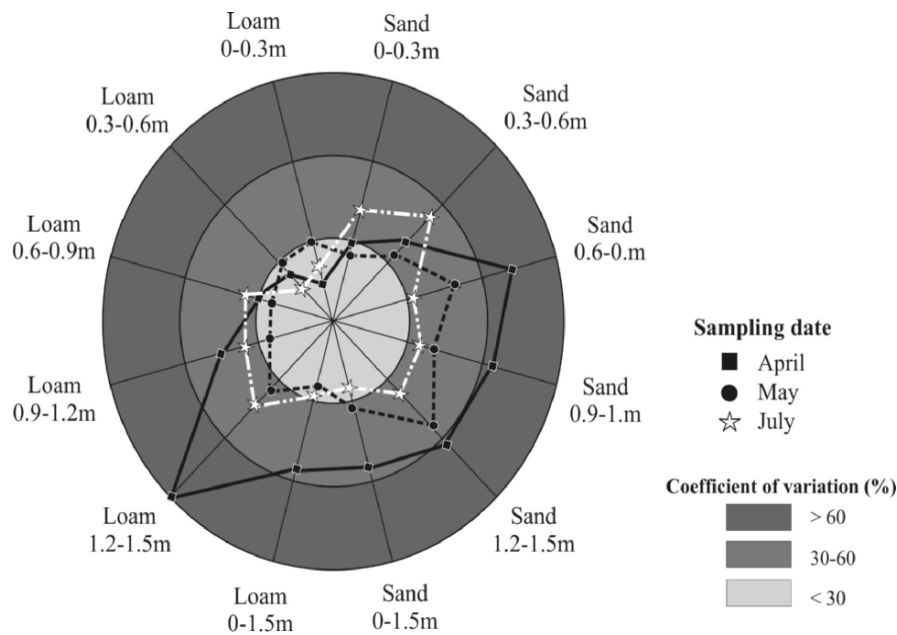 Loam
0-0.3m
Sand
0-0.3m
Loam
0.3-0.6m
Sand
0.3-0.6m
Loam
0.6-0.9m
Sand
0.6-0.m
Loam
0.9-1.2m
Sand
0.9-1.m
Loam
1.2-1.5m
Sand
1.2-1.5m
Loam
0-1.5m
Sand
0-1.5m
Sampling date
April
May
July
Coefficient of variation (%)
> 60
30-60
< 30